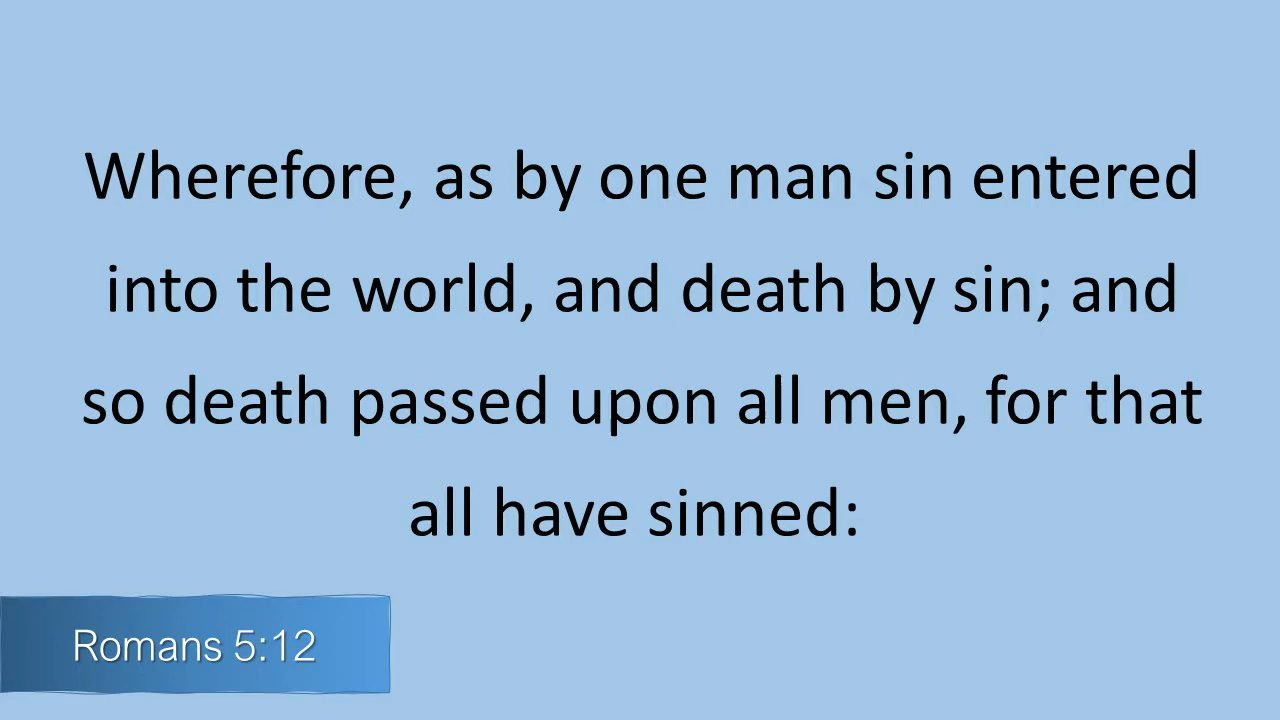 Wherefore, as by one man sin entered
into the world, and death by sin; and
so death passed upon all men, for that
all have sinned:
Romans 5:12